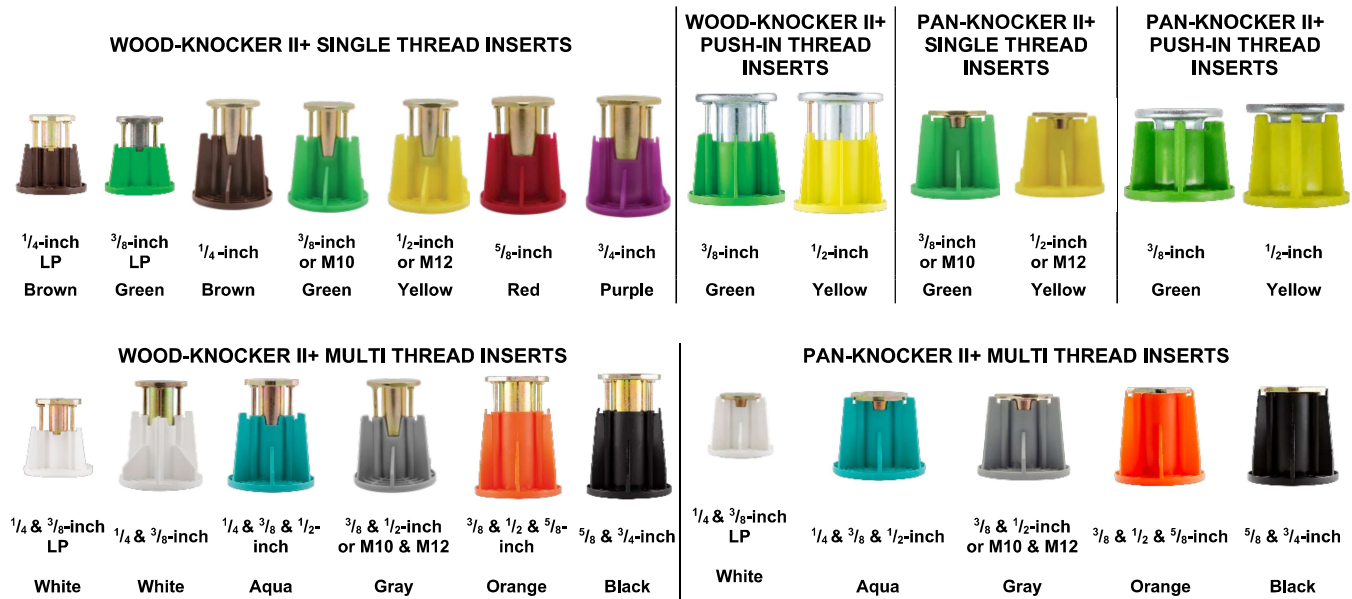 WOOD-KNOCKER II+ SINGLE THREAD INSERTS
1/4-inch
LP
Brown
3/8-inch
LP
Green
1/4 -inch
Brown
3/8-inch
or M10
Green
1/2-inch
or M12
Yellow
5/8-inch
Red
3/4-inch
Purple
WOOD-KNOCKER II+
PUSH-IN THREAD
INSERTS
3/8-inch
Green
1/2-inch
Yellow
PAN-KNOCKER II+
SINGLE THREAD
INSERTS
3/8-inch
or M10
Green
1/2-inch
or M12
Yellow
PAN-KNOCKER II+
PUSH-IN THREAD
INSERTS
3/8-inch
Green
1/2-inch
Yellow
WOOD-KNOCKER II+ MULTI THREAD INSERTS
1/4 & 3/8-inch
LP
White
1/4 & 3/8-inch
White
1/4 & 3/8 & 1/2-
inch
Aqua
3/8 & 1/2-inch
or M10 & M12
Gray
3/8 & 1/2 & 5/8-
inch
Orange
5/8 & 3/4-inch
Black
PAN-KNOCKER II+ MULTI THREAD INSERTS
1/4 & 3/8-inch
LP
White
1/4 & 3/8 & 1/2-inch
Aqua
3/8 & 1/2-inch
or M10 & M12
Gray
3/8 & 1/2 & 5/8-inch
Orange
5/8 & 3/4-inch
Black